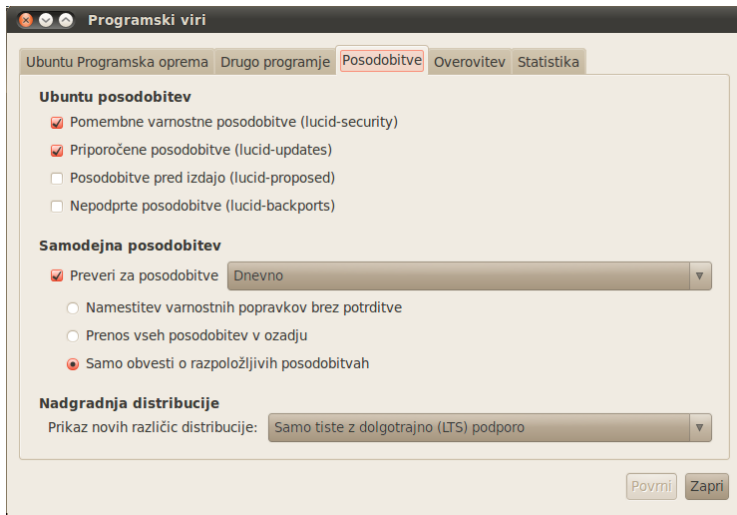 Programski viri
Ubuntu Programska oprema Drugo programje Posodobitve Overovitev Statistika
Ubuntu posodobitev
Pomembne varnostne posodobitve (lucid-security)
Priporočene posodobitve (lucid-updates)
Posodobitve pred izdajo (lucid-proposed)
Nepodprte posodobitve (lucid-backports)
Samodejna posodobitev
Preveri za posodobitve Dnevno
Namestitev varnostnih popravkov brez potrditve
Prenos vseh posodobitev v ozadju
Samo obvesti o razpoložljivih posodobitvah
Nadgradnja distribucije
Prikaz novih različic distribucije: Samo tiste z dolgotrajno (LTS) podporo
Povrni Zapri